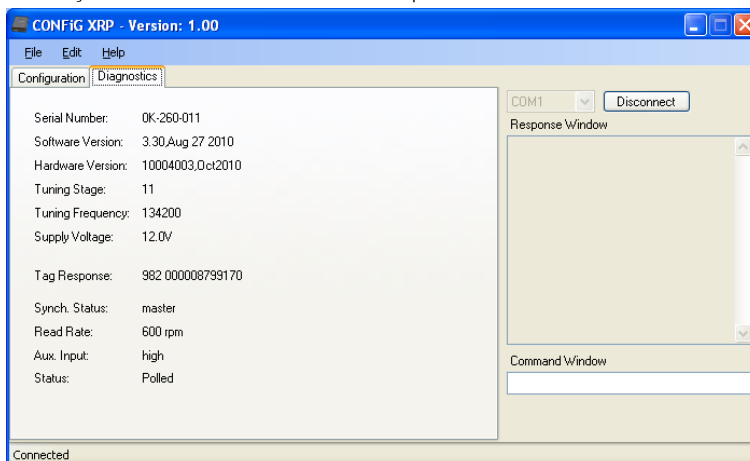 CONFiG XRP - Version: 1.00
File Edit Help
Configuration Diagnostics
COM1 Disconnect
Response Window
Serial Number: 0K-260-011
Software Version: 3.30,Aug 27 2010
Hardware Version: 10004003,Oct2010
Tuning Stage: 11
Tuning Frequency: 134200
Supply Voltage: 12.0V
Tag Response: 982 000008799170
Synch. Status: master
Read Rate: 600 rpm
Aux. Input: high
Status: Polled
Command Window
Connected